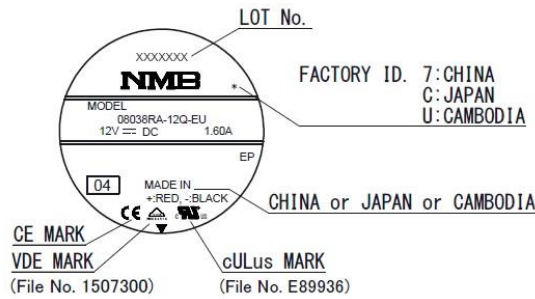 LOT No.
XXXXXXX
NMB
*
FACTORY ID. 7:CHINA
C:JAPAN
U:CAMBODIA
MODEL
08038RA-12Q-EU
12V DC 1.60A
EP
04
MADE IN
+:RED, -:BLACK
CHINA or JAPAN or CAMBODIA
CE
CE MARK
VDE MARK
(File No. 1507300)
cULus MARK
(File No. E89936)